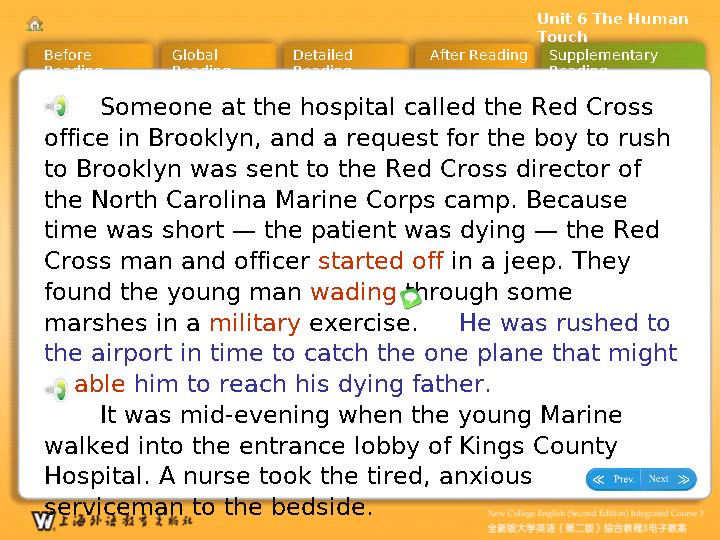 Unit 6 The Human
Touch
Before
Reading
Global
Reading
Detailed
Reading
After Reading
Supplementary
Reading
Someone at the hospital called the Red Cross
office in Brooklyn, and a request for the boy to rush
to Brooklyn was sent to the Red Cross director of
the North Carolina Marine Corps camp. Because
time was short — the patient was dying — the Red
Cross man and officer started off in a jeep. They
found the young man wading through some
marshes in a military exercise. He was rushed to
the airport in time to catch the one plane that might
able him to reach his dying father.
It was mid-evening when the young Marine
walked into the entrance lobby of Kings County
Hospital. A nurse took the tired, anxious
serviceman to the bedside.
Prev. Next
上海外语教育出版社
New College English (Second Edition) Integrated Course 3
全新版大学英语（第二版）综合教程3电子教案